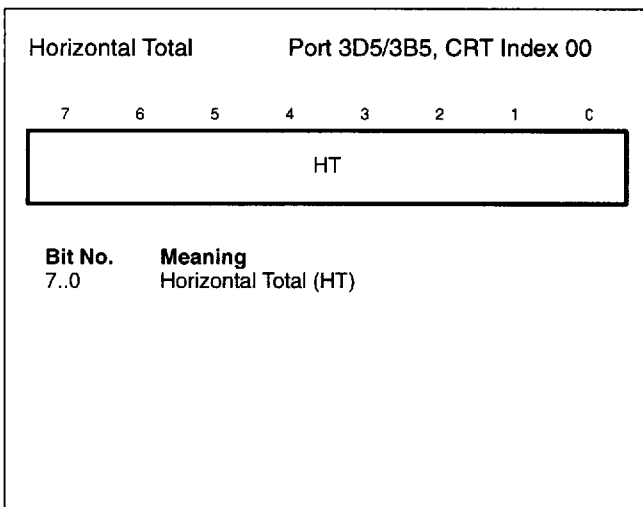 Horizontal Total Port 3D5/3B5, CRT Index 00
7 6 5 4 3 2 1 C
HT
Bit No. Meaning
7..0 Horizontal Total (HT)